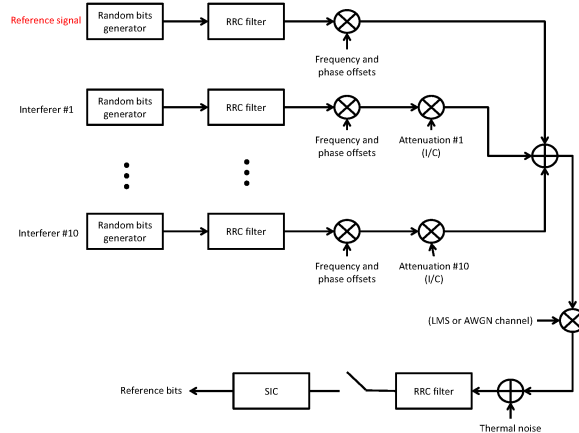 Reference signal
Random bits
generator
RRC filter
Frequency and
phase offsets
Interferer #1
Random bits
generator
RRC filter
Frequency and
phase offsets
Attenuation #1
(I/C)
Interferer #10
Random bits
generator
RRC filter
Frequency and
phase offsets
Attenuation #10
(I/C)
(LMS or AWGN channel)
Reference bits
SIC
RRC filter
Thermal noise